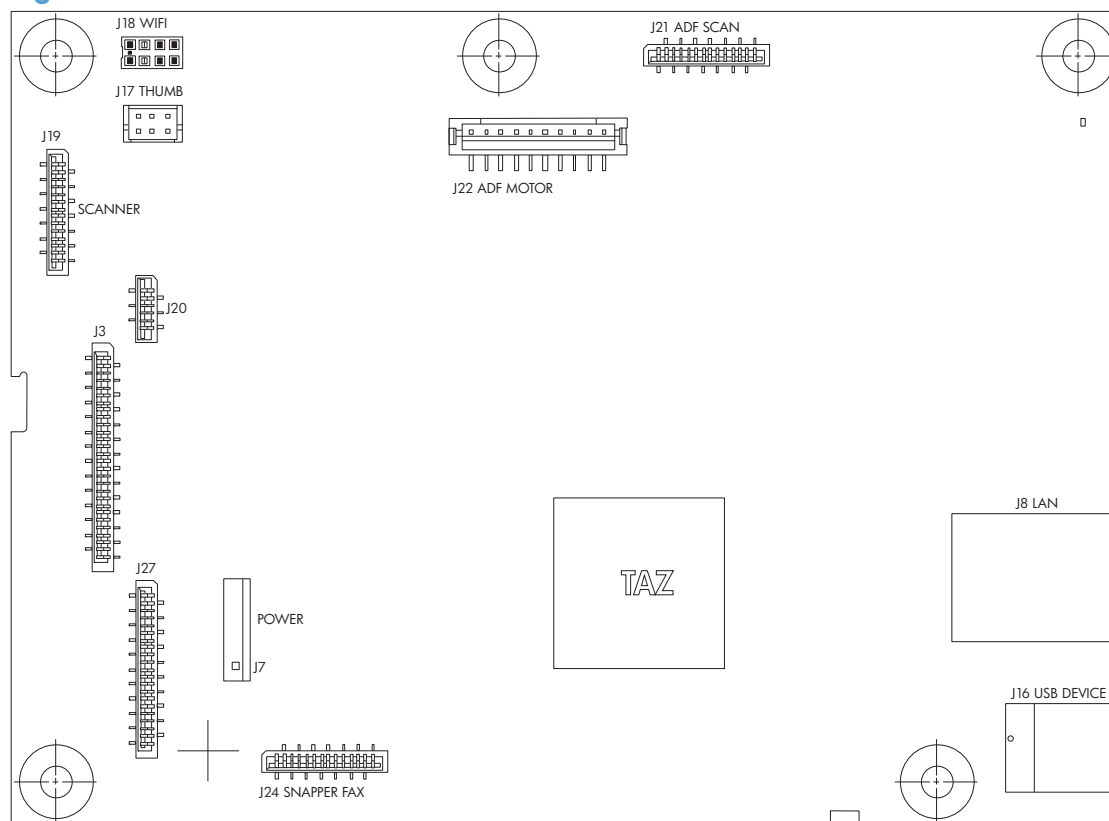 J18 WIFI
J21 ADF SCAN
J17 THUMB
J19
J22 ADF MOTOR
SCANNER
J20
J3
J8 LAN
J27
TAZ
POWER
J7
J16 USB DEVICE
J24 SNAPPER FAX